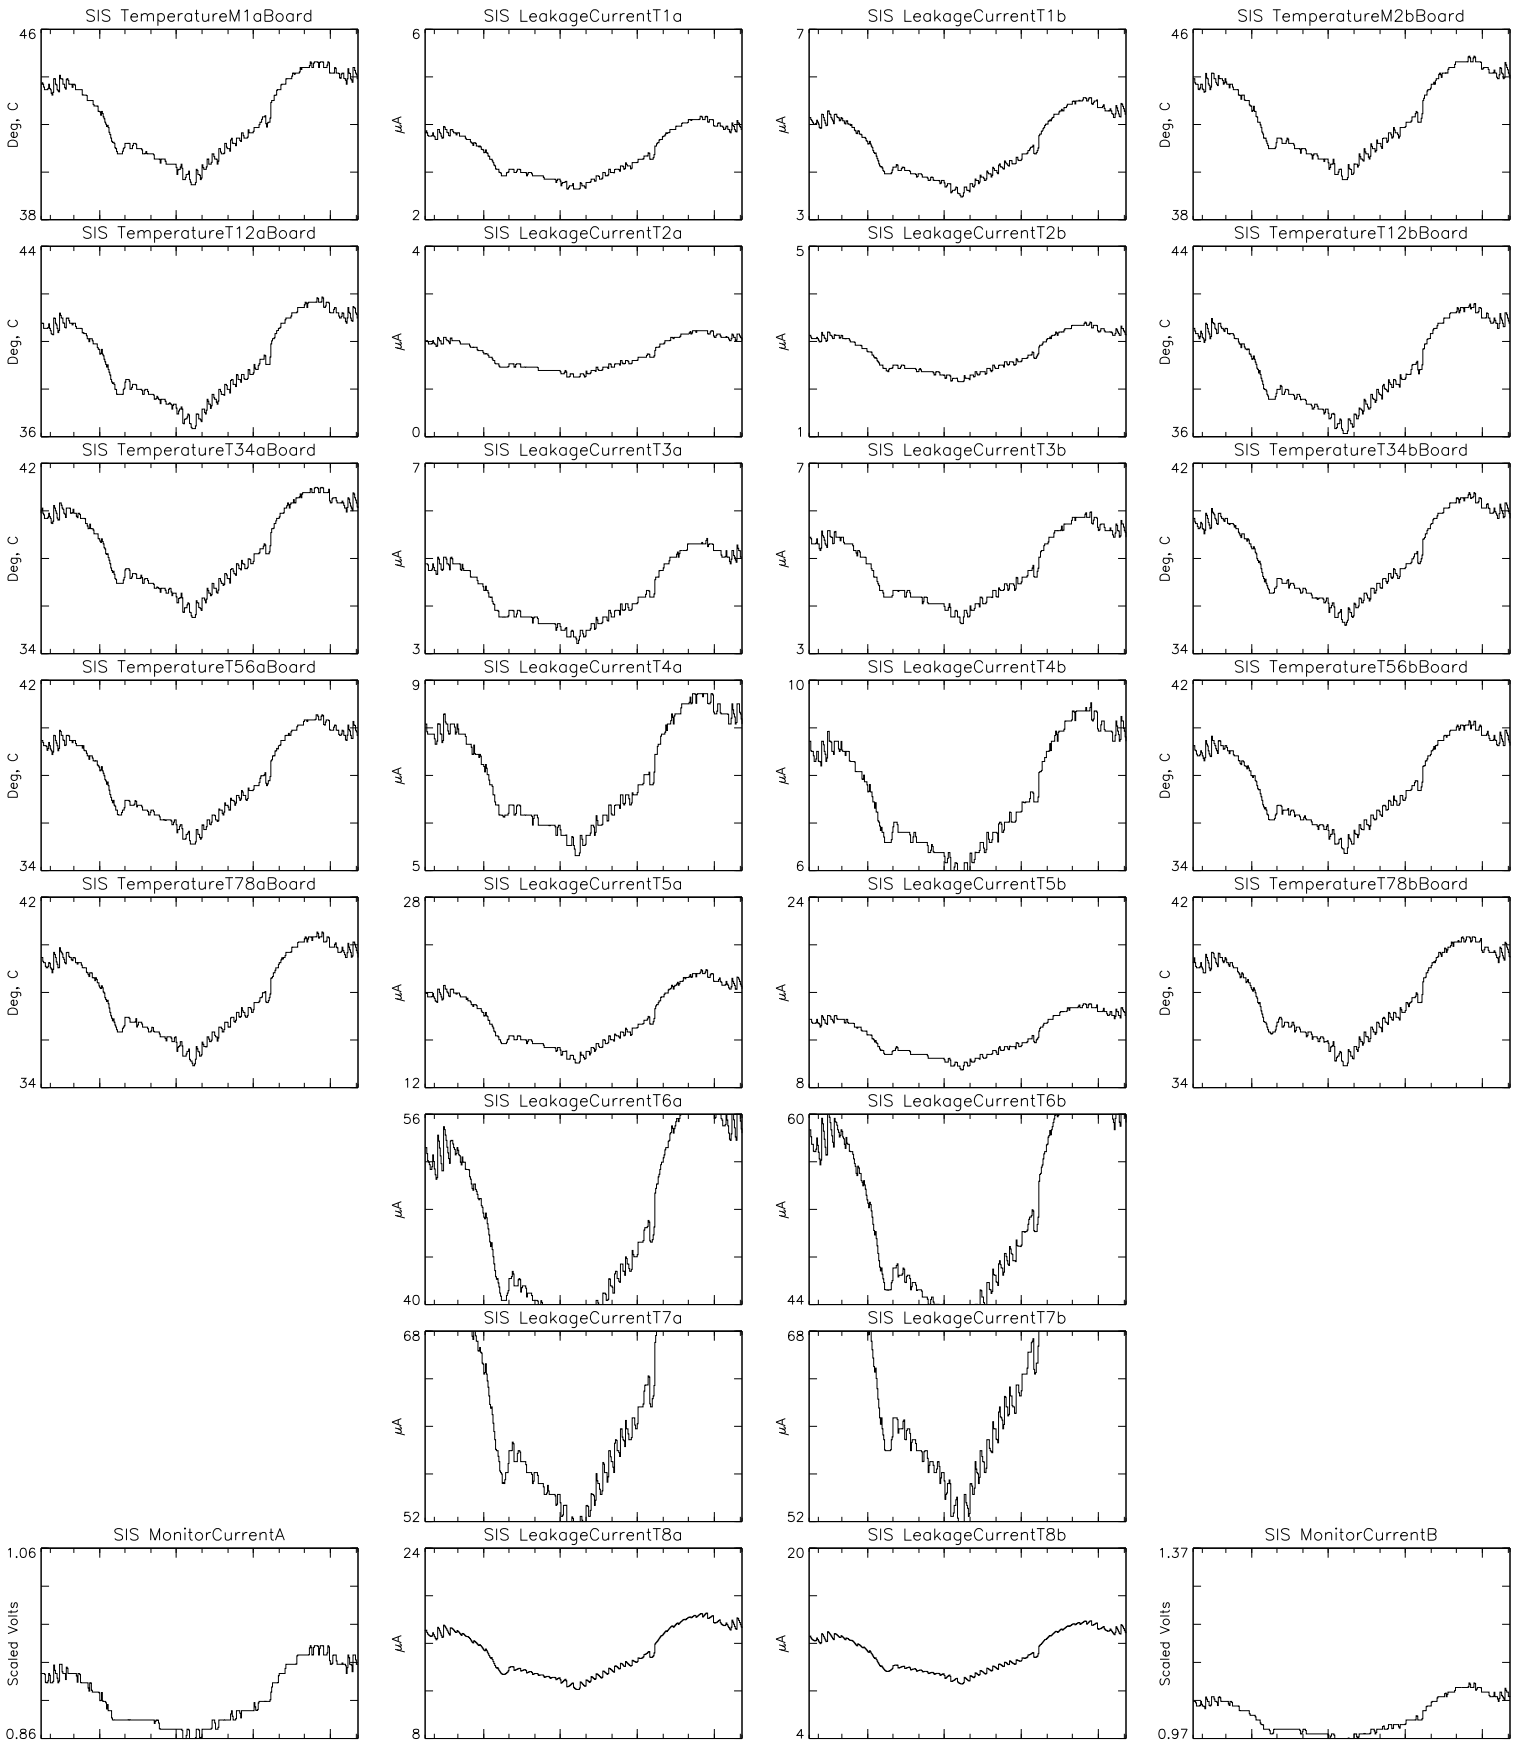 SIS TemperatureM1aBoard
46
Deg, C
38
SIS LeakageCurrentT1a
6
μA
2
SIS LeakageCurrentT1b
7
μA
3
SIS TemperatureM2bBoard
46
Deg, C
38
SIS TemperatureT12aBoard
44
Deg, C
36
SIS LeakageCurrentT2a
4
μA
0
SIS LeakageCurrentT2b
5
μA
1
SIS TemperatureT12bBoard
44
Deg, C
36
SIS TemperatureT34aBoard
42
Deg, C
34
SIS LeakageCurrentT3a
7
μA
3
SIS LeakageCurrentT3b
7
μA
3
SIS TemperatureT34bBoard
42
Deg, C
34
SIS TemperatureT56aBoard
42
Deg, C
34
SIS LeakageCurrentT4a
9
μA
5
SIS LeakageCurrentT4b
10
μA
6
SIS TemperatureT56bBoard
42
Deg, C
34
SIS TemperatureT78aBoard
42
Deg, C
34
SIS LeakageCurrentT5a
28
μA
12
SIS LeakageCurrentT5b
24
μA
8
SIS TemperatureT78bBoard
42
Deg, C
34
SIS LeakageCurrentT6a
56
μA
40
SIS LeakageCurrentT6b
60
μA
44
SIS LeakageCurrentT7a
68
μA
52
SIS LeakageCurrentT7b
68
μA
52
SIS MonitorCurrentA
1.06
Scaled Volts
0.86
SIS LeakageCurrentT8a
24
μA
8
SIS LeakageCurrentT8b
20
μA
4
SIS MonitorCurrentB
1.37
Scaled Volts
0.97